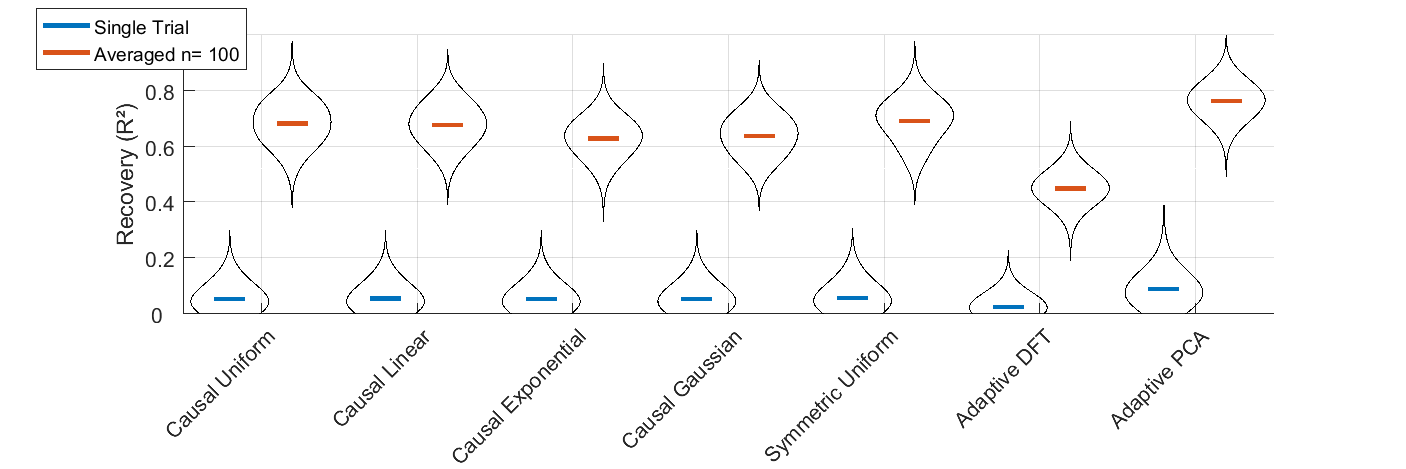 Single Trial
Averaged n= 100
Recovery (R²)
0.8
0.6
0.4
0.2
0
Causal Uniform
Causal Linear
Causal Exponential
Causal Gaussian
Symmetric Uniform
Adaptive DFT
Adaptive PCA